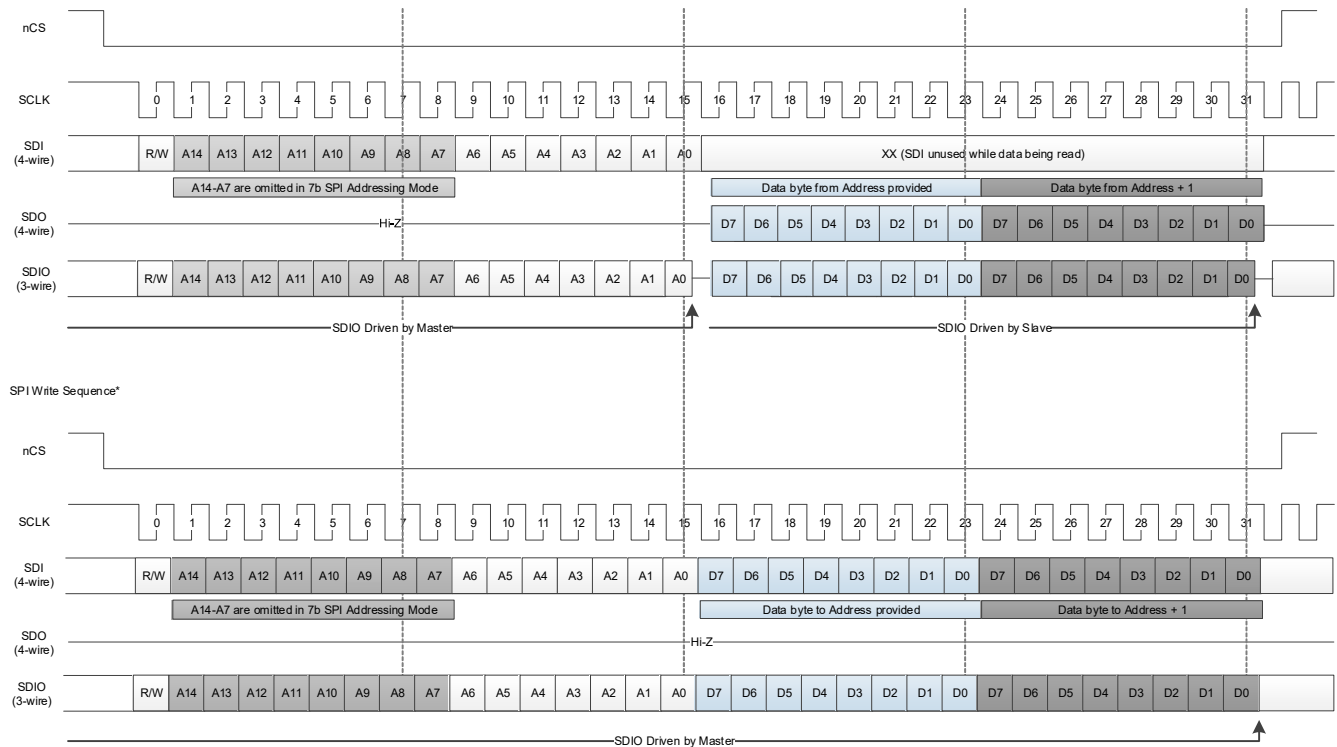 nCS
SCLK 0 1 2 3 4 5 6 7 8 9 10 11 12 13 14 15 16 17 18 19 20 21 22 23 24 25 26 27 28 29 30 31
SDI
(4-wire)
R/W A14 A13 A12 A11 A10 A9 A8 A7 A6 A5 A4 A3 A2 A1 A0 XX (SDI unused while data being read)
A14-A7 are omitted in 7b SPI Addressing Mode
Data byte from Address provided
Data byte from Address + 1
SDO
(4-wire)
Hi-Z
D7 D6 D5 D4 D3 D2 D1 D0 D7 D6 D5 D4 D3 D2 D1 D0
SDIO
(3-wire)
R/W A14 A13 A12 A11 A10 A9 A8 A7 A6 A5 A4 A3 A2 A1 A0 D7 D6 D5 D4 D3 D2 D1 D0 D7 D6 D5 D4 D3 D2 D1 D0
SDIO Driven by Master
SDIO Driven by Slave
SPI Write Sequence*
nCS
SCLK 0 1 2 3 4 5 6 7 8 9 10 11 12 13 14 15 16 17 18 19 20 21 22 23 24 25 26 27 28 29 30 31
SDI
(4-wire)
R/W A14 A13 A12 A11 A10 A9 A8 A7 A6 A5 A4 A3 A2 A1 A0 D7 D6 D5 D4 D3 D2 D1 D0 D7 D6 D5 D4 D3 D2 D1 D0
A14-A7 are omitted in 7b SPI Addressing Mode
Data byte to Address provided
Data byte to Address + 1
SDO
(4-wire)
Hi-Z
SDIO
(3-wire)
R/W A14 A13 A12 A11 A10 A9 A8 A7 A6 A5 A4 A3 A2 A1 A0 D7 D6 D5 D4 D3 D2 D1 D0 D7 D6 D5 D4 D3 D2 D1 D0
SDIO Driven by Master